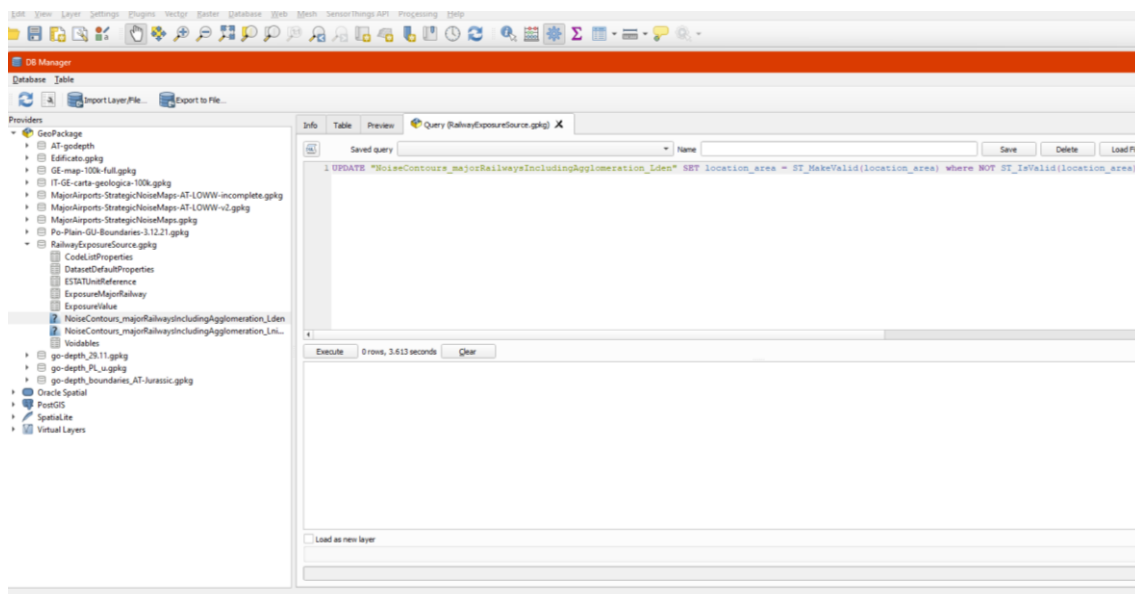 Edit View Layer Settings Plugins Vector Raster Database Web Mesh SensorThings API Processing Help
DB Manager
Database Table
Import Layer/File... Export to File...
Providers
Info Table Preview Query (RailwayExposureSource.gpkg) X
GeoPackage
AT-godepth
Saved query Name Save Delete Load Fi
Edificato.gpkg
1 UPDATE "NoiseContours_majorRailwaysIncludingAgglomeration_Lden" SET location_area = ST_MakeValid(location_area) where NOT ST_IsValid(location_area)
GE-map-100k-full.gpkg
IT-GE-carta-geologica-100k.gpkg
MajorAirports-StrategicNoiseMaps-AT-LOWW-incomplete.gpkg
MajorAirports-StrategicNoiseMaps-AT-LOWW-v2.gpkg
MajorAirports-StrategicNoiseMaps.gpkg
Po-Plain-GU-Boundaries-3.12.21.gpkg
RailwayExposureSource.gpkg
CodeListProperties
DatasetDefaultProperties
ESTATUnitReference
ExposureMajorRailway
ExposureValue
NoiseContours_majorRailwaysIncludingAgglomeration_Lden
NoiseContours_majorRailwaysIncludingAgglomeration_Lni...
Voidables
Execute 0 rows, 3.613 seconds Clear
go-depth_29.11.gpkg
go-depth_PL_u.gpkg
go-depth_boundaries_AT-Jurassic.gpkg
Oracle Spatial
PostGIS
SpatiaLite
Virtual Layers
Load as new layer